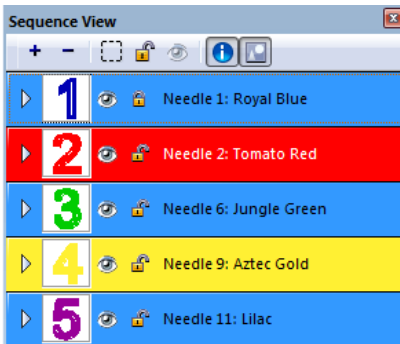 Sequence View
1 Needle 1: Royal Blue
2 Needle 2: Tomato Red
3 Needle 6: Jungle Green
4 Needle 9: Aztec Gold
5 Needle 11: Lilac